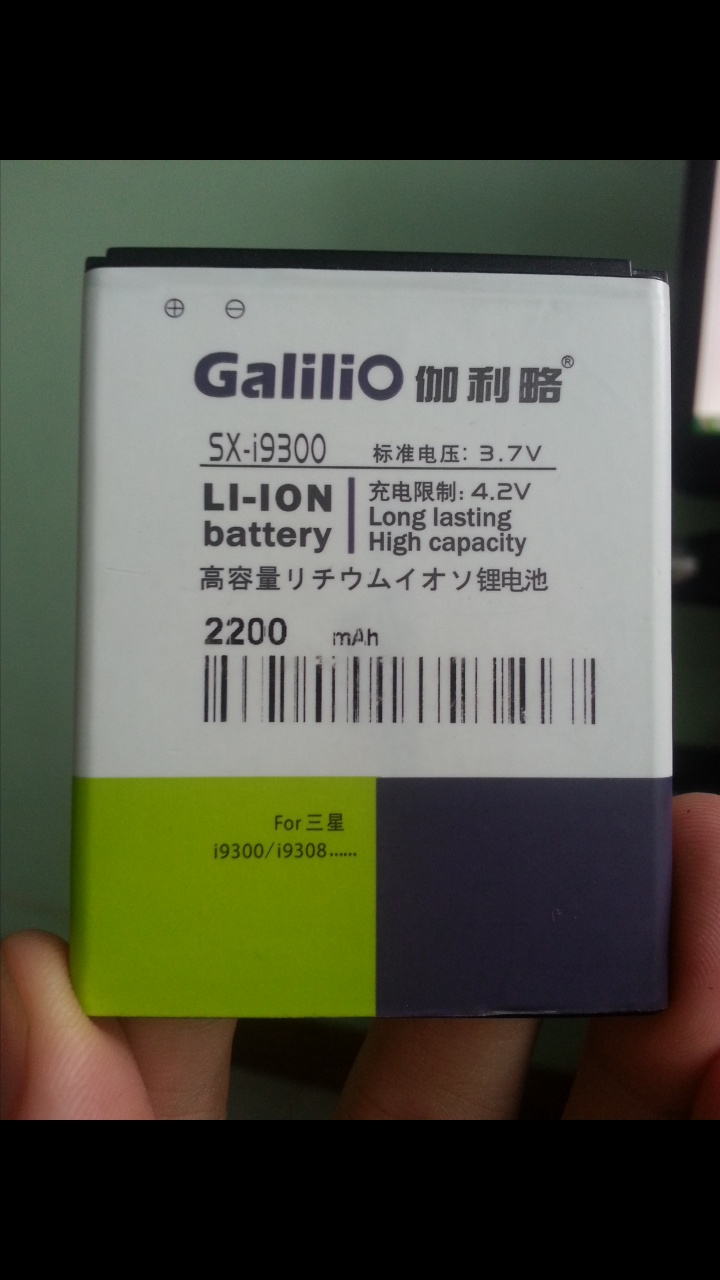 ⊕ ⊖
GaliliO 伽利略®
SX-i9300 标准电压: 3.7V
LI-ION battery
充电限制: 4.2V
Long lasting
High capacity
高容量リチウムイオソ锂电池
2200 mAh
For 三星
i9300/i9308......